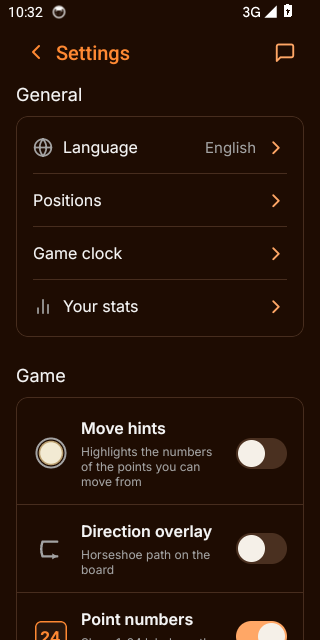 10:32
3G
Settings
General
Language
English
Positions
Game clock
Your stats
Game
Move hints
Highlights the numbers
of the points you can
move from
Direction overlay
Horseshoe path on the
board
Point numbers
24